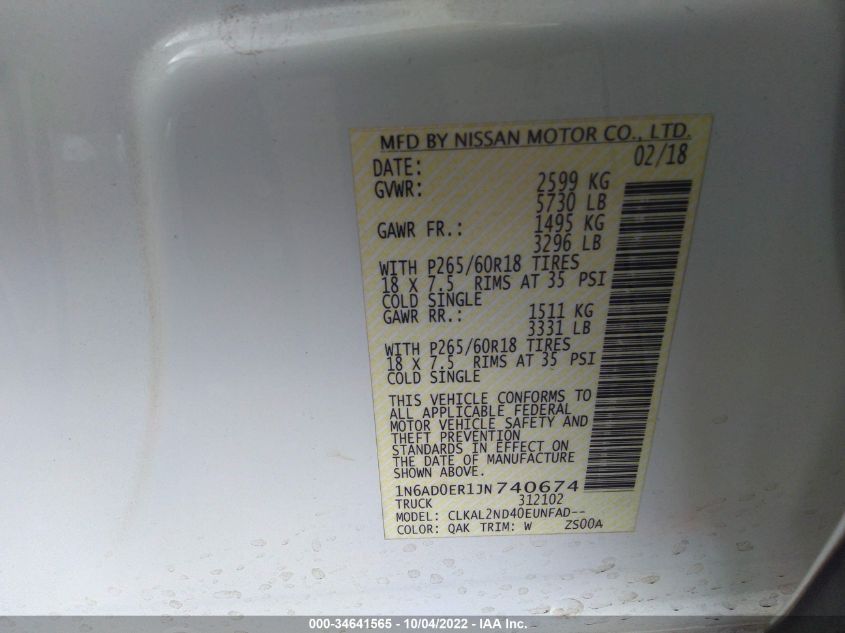 MFD BY NISSAN MOTOR CO., LTD.
DATE: 02/18
GVWR: 2599 KG
5730 LB
GAWR FR.: 1495 KG
3296 LB
WITH P265/60R18 TIRES
18 X 7.5 RIMS AT 35 PSI
COLD SINGLE
GAWR RR.: 1511 KG
3331 LB
WITH P265/60R18 TIRES
18 X 7.5 RIMS AT 35 PSI
COLD SINGLE
THIS VEHICLE CONFORMS TO
ALL APPLICABLE FEDERAL
MOTOR VEHICLE SAFETY AND
THEFT PREVENTION
STANDARDS IN EFFECT ON
THE DATE OF MANUFACTURE
SHOWN ABOVE.
1N6AD0ER1JN740674
TRUCK 312102
MODEL: CLKAL2ND40EUNFAD--
COLOR: QAK TRIM: W ZS00A
000-34641565 - 10/04/2022 - IAA Inc.